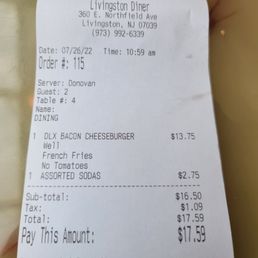 Livingston Diner
360 E. Northfield Ave
Livingston, NJ 07039
(973) 992-6339
Date: 07/26/22 Time: 10:59 am
Order #: 115
Server: Donovan
Guest: 2
Table #: 4
Name:
DINING
1 DLX BACON CHEESEBURGER $13.75
Well
French Fries
No Tomatoes
1 ASSORTED SODAS $2.75
Sub-total: $16.50
Tax: $1.09
Total: $17.59
Pay This Amount: $17.59